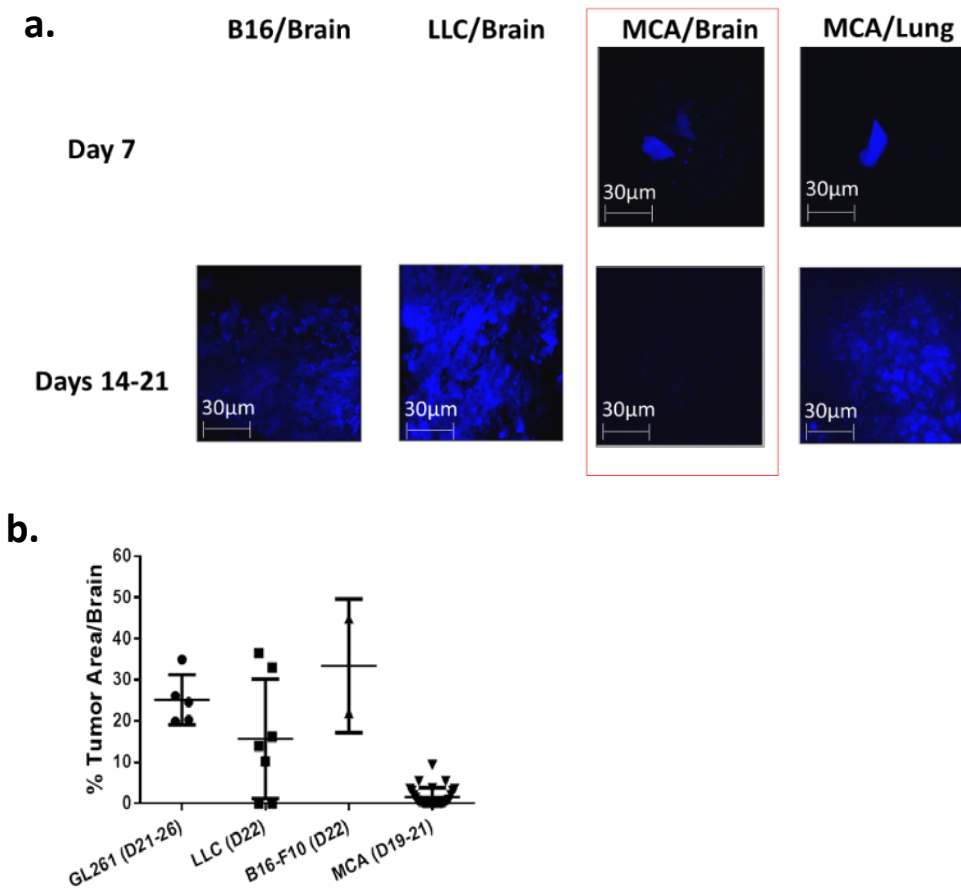 a.
B16/Brain LLC/Brain MCA/Brain MCA/Lung
Day 7
30µm 30µm
Days 14-21
30µm 30µm 30µm 30µm
b.
% Tumor Area/Brain
60
50
40
30
20
10
0
GL261 (D21-26) LLC (D22) B16-F10 (D22) MCA (D19-21)